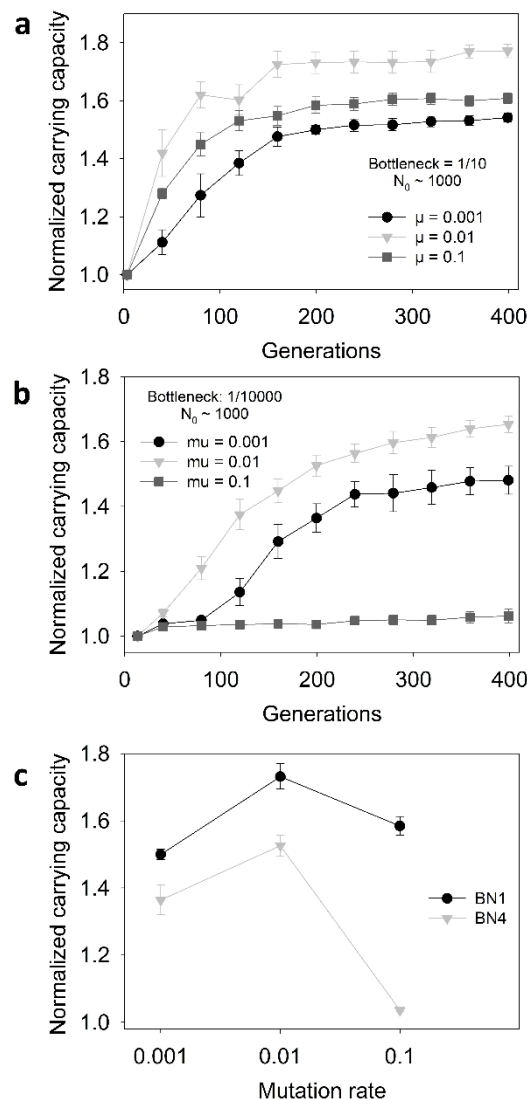 a
Normalized carrying capacity
1.8
1.6
1.4
1.2
1.0
Bottleneck = 1/10
N0 ~ 1000
μ = 0.001
μ = 0.01
μ = 0.1
0 100 200 300 400
Generations
b
Normalized carrying capacity
1.8
1.6
1.4
1.2
1.0
Bottleneck: 1/10000
N0 ~ 1000
mu = 0.001
mu = 0.01
mu = 0.1
0 100 200 300 400
Generations
c
Normalized carrying capacity
1.8
1.6
1.4
1.2
1.0
BN1
BN4
0.001 0.01 0.1
Mutation rate